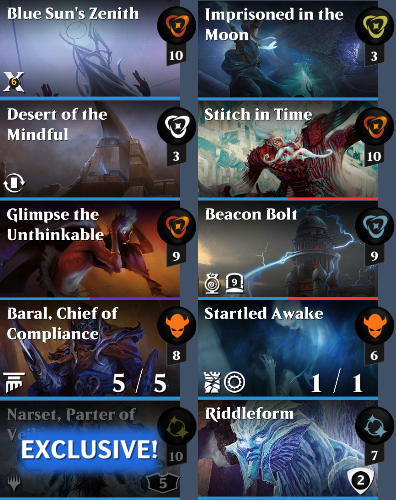 Blue Sun's Zenith
10
X 6
Imprisoned in the
Moon
3
Desert of the
Mindful
3
Stitch in Time
10
Glimpse the
Unthinkable
9
Beacon Bolt
9
9
Baral, Chief of
Compliance
8
5 / 5
Startled Awake
6
1 / 1
Narset, Parter of
10
EXCLUSIVE!
5
Riddleform
7
2